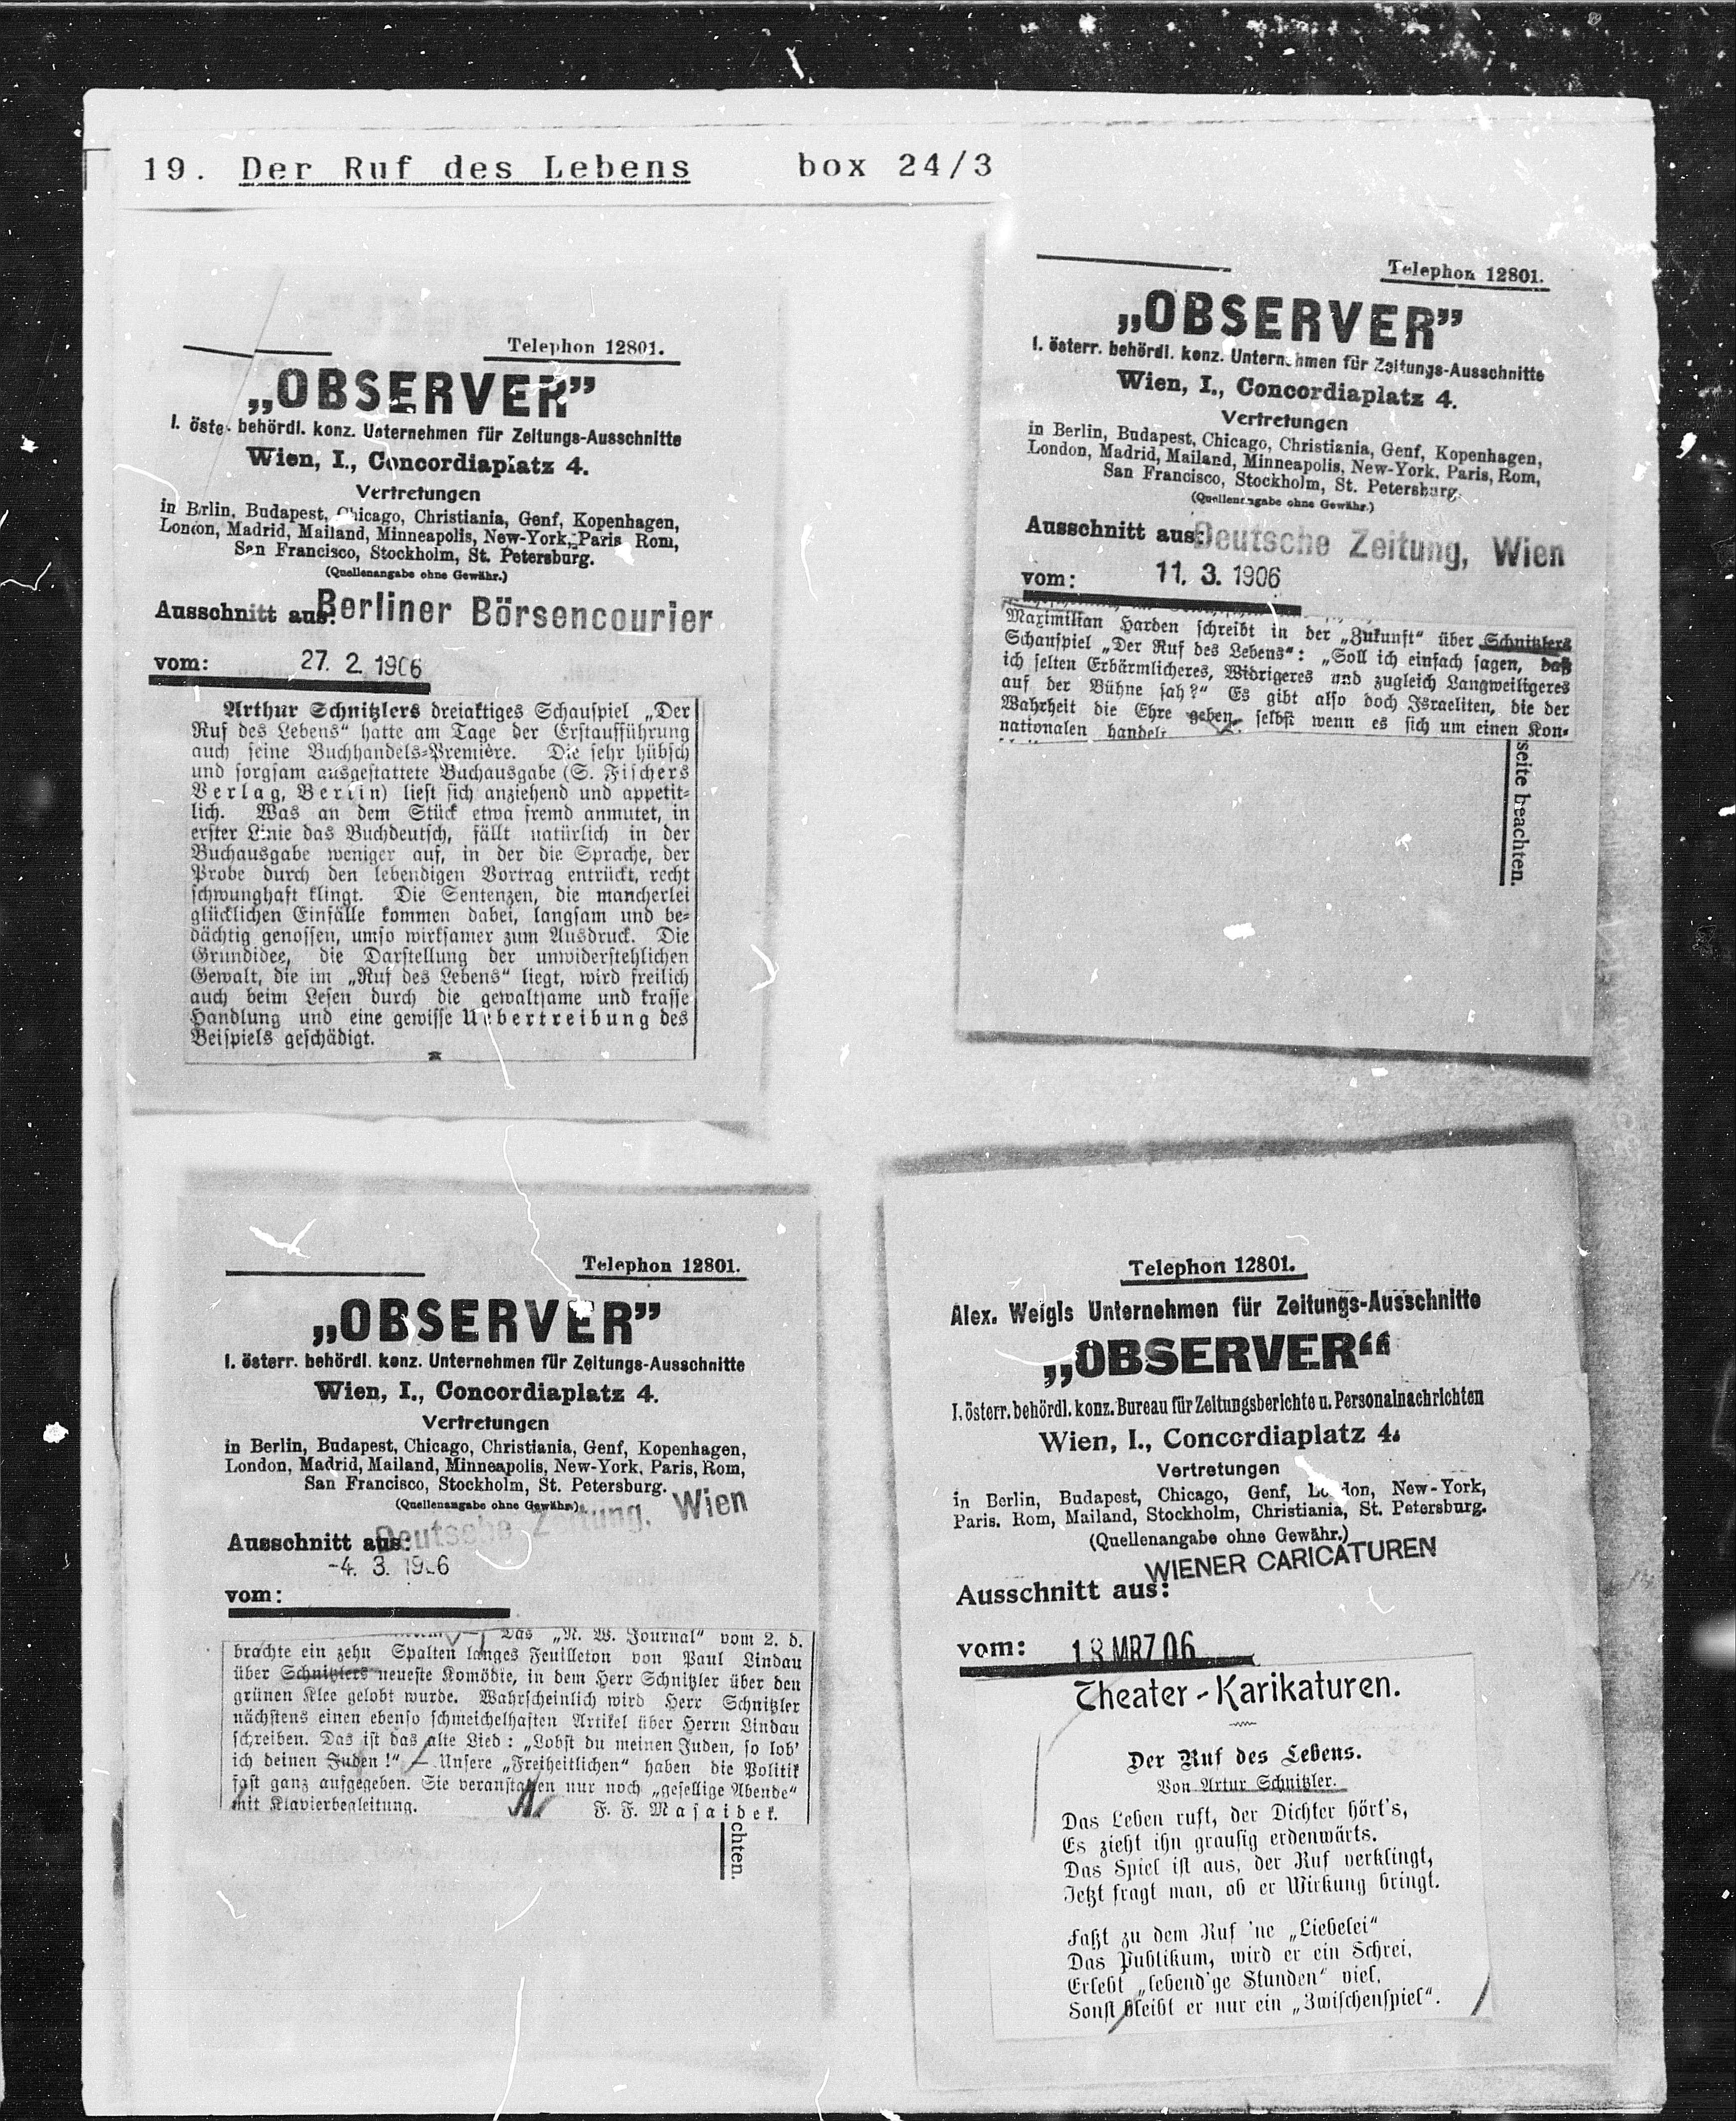 19. Der Ruf des Lebens box 24/3
Telephon 12801.
„OBSERVER”
I. öste. behördl. konz. Unternehmen für Zeitungs-Ausschnitte
Wien, I., Concordiaplatz 4.
Vertretungen
in Berlin, Budapest, Chicago, Christiania, Genf, Kopenhagen,
London, Madrid, Mailand, Minneapolis, New-York, Paris Rom,
San Francisco, Stockholm, St. Petersburg.
(Quellenangabe ohne Gewähr.)
Ausschnitt aus: Berliner Börsencourier
vom: 27. 2. 1906
Arthur Schnitzlers dreiaktiges Schauspiel „Der
Ruf des Lebens“ hatte am Tage der Erstaufführung
auch seine Buchhandels-Première. Die sehr hübsch
und sorgsam ausgestattete Buchausgabe (S. Fischers
Verlag, Berlin) liest sich anziehend und appetit-
lich. Was an dem Stück etwa fremd anmutet, in
erster Linie das Buchdeutsch, fällt natürlich in der
Buchausgabe weniger auf, in der die Sprache, der
Probe durch den lebendigen Vortrag entrückt, recht
schwunghaft klingt. Die Sentenzen, die mancherlei
glücklichen Einfälle kommen dabei, langsam und be-
dächtig genossen, umso wirksamer zum Ausdruck. Die
Grundidee, die Darstellung der unwiderstehlichen
Gewalt, die im „Ruf des Lebens“ liegt, wird freilich
auch beim Lesen durch die gewaltsame und krasse
Handlung und eine gewisse Uebertreibung des
Beispiels geschädigt.
Telephon 12801.
„OBSERVER”
I. österr. behördl. konz. Unternehmen für Zeitungs-Ausschnitte
Wien, I., Concordiaplatz 4.
Vertretungen
in Berlin, Budapest, Chicago, Christiania, Genf, Kopenhagen,
London, Madrid, Mailand, Minneapolis, New-York, Paris, Rom,
San Francisco, Stockholm, St. Petersburg.
(Quellenangabe ohne Gewähr.)
Ausschnitt aus: Deutsche Zeitung, Wien
vom: 11. 3. 1906
Maximilian Harden schreibt in der „Zukunft“ über Schnitzlers
Schauspiel „Der Ruf des Lebens“: „Soll ich einfach sagen, daß
ich selten Erbärmlicheres, Widrigeres und zugleich Langweiligeres
auf der Bühne sah?“ Es gibt also doch Israeliten, die der
Wahrheit die Ehre geben, selbst wenn es sich um einen Kon-
nationalen handelt.
seite beachten.
Telephon 12801.
„OBSERVER”
I. österr. behördl. konz. Unternehmen für Zeitungs-Ausschnitte
Wien, I., Concordiaplatz 4.
Vertretungen
in Berlin, Budapest, Chicago, Christiania, Genf, Kopenhagen,
London, Madrid, Mailand, Minneapolis, New-York, Paris, Rom,
San Francisco, Stockholm, St. Petersburg.
(Quellenangabe ohne Gewähr.)
Ausschnitt aus: Deutsche Zeitung, Wien
-4. 3. 1906
vom:
Das „N. W. Journal“ vom 2. d.
brachte ein zehn Spalten langes Feuilleton von Paul Lindau
über Schnitzlers neueste Komödie, in dem Herr Schnitzler über den
grünen Klee gelobt wurde. Wahrscheinlich wird Herr Schnitzler
nächstens einen ebenso schmeichelhaften Artikel über Herrn Lindau
schreiben. Das ist das alte Lied: „Lobst du meinen Juden, so lob’
ich deinen Juden!“ — Unsere „Freiheitlichen“ haben die Politik
fast ganz aufgegeben. Sie veranstalten nur noch „gesellige Abende“
mit Klavierbegleitung. F. F. Masaidek.
chten.
Telephon 12801.
Alex. Weigls Unternehmen für Zeitungs-Ausschnitte
„OBSERVER“
I. österr. behördl. konz. Bureau für Zeitungsberichte u. Personalnachrichten
Wien, I., Concordiaplatz 4.
Vertretungen
in Berlin, Budapest, Chicago, Genf, London, New-York,
Paris, Rom, Mailand, Stockholm, Christiania, St. Petersburg.
(Quellenangabe ohne Gewähr.)
Ausschnitt aus: WIENER CARICATUREN
vom: 18 MRZ 06
Theater-Karikaturen.
Der Ruf des Lebens.
Von Artur Schnitzler.
Das Leben ruft, der Dichter hört's,
Es zieht ihn grausig erdenwärts.
Das Spiel ist aus, der Ruf verklingt,
Jetzt fragt man, ob er Wirkung bringt.
Faßt zu dem Ruf 'ne „Liebelei“
Das Publikum, wird er ein Schrei,
Erlebt „lebend'ge Stunden“ viel,
Sonst bleibt er nur ein „Zwischenspiel“.